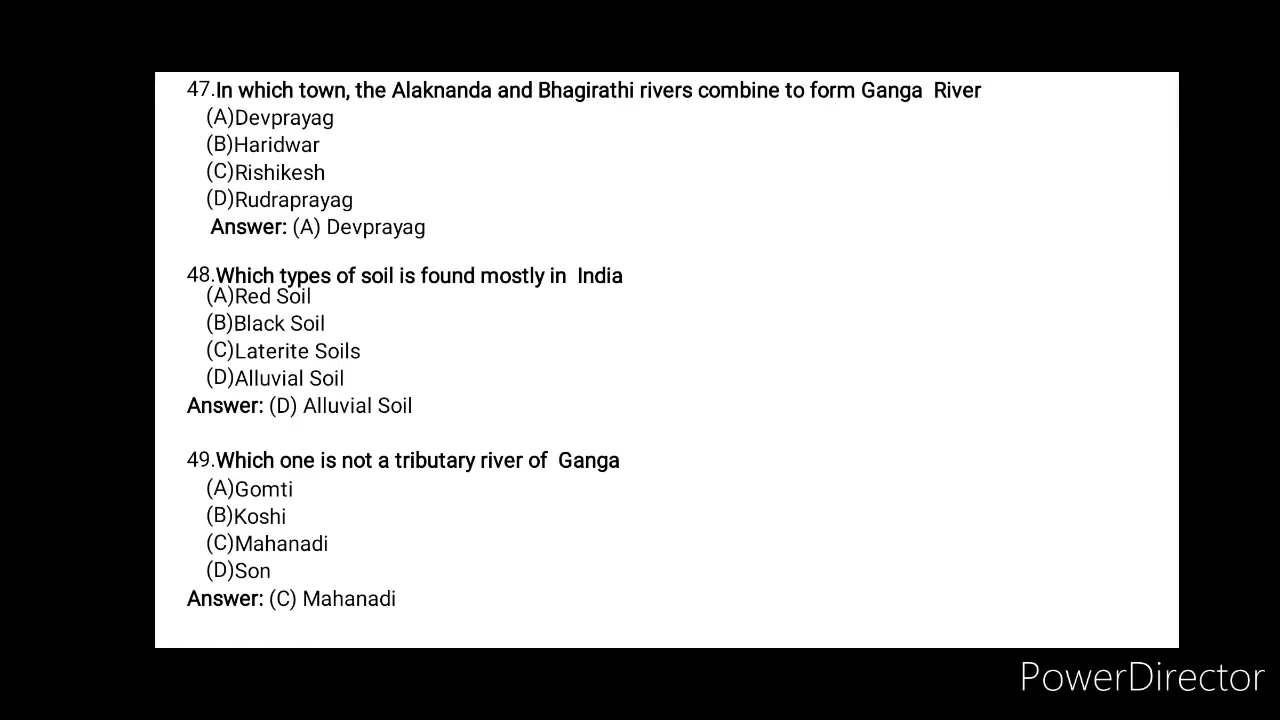 47.In which town, the Alaknanda and Bhagirathi rivers combine to form Ganga River
(A)Devprayag
(B)Haridwar
(C)Rishikesh
(D)Rudraprayag
Answer: (A) Devprayag
48.Which types of soil is found mostly in India
(A)Red Soil
(B)Black Soil
(C)Laterite Soils
(D)Alluvial Soil
Answer: (D) Alluvial Soil
49.Which one is not a tributary river of Ganga
(A)Gomti
(B)Koshi
(C)Mahanadi
(D)Son
Answer: (C) Mahanadi
PowerDirector